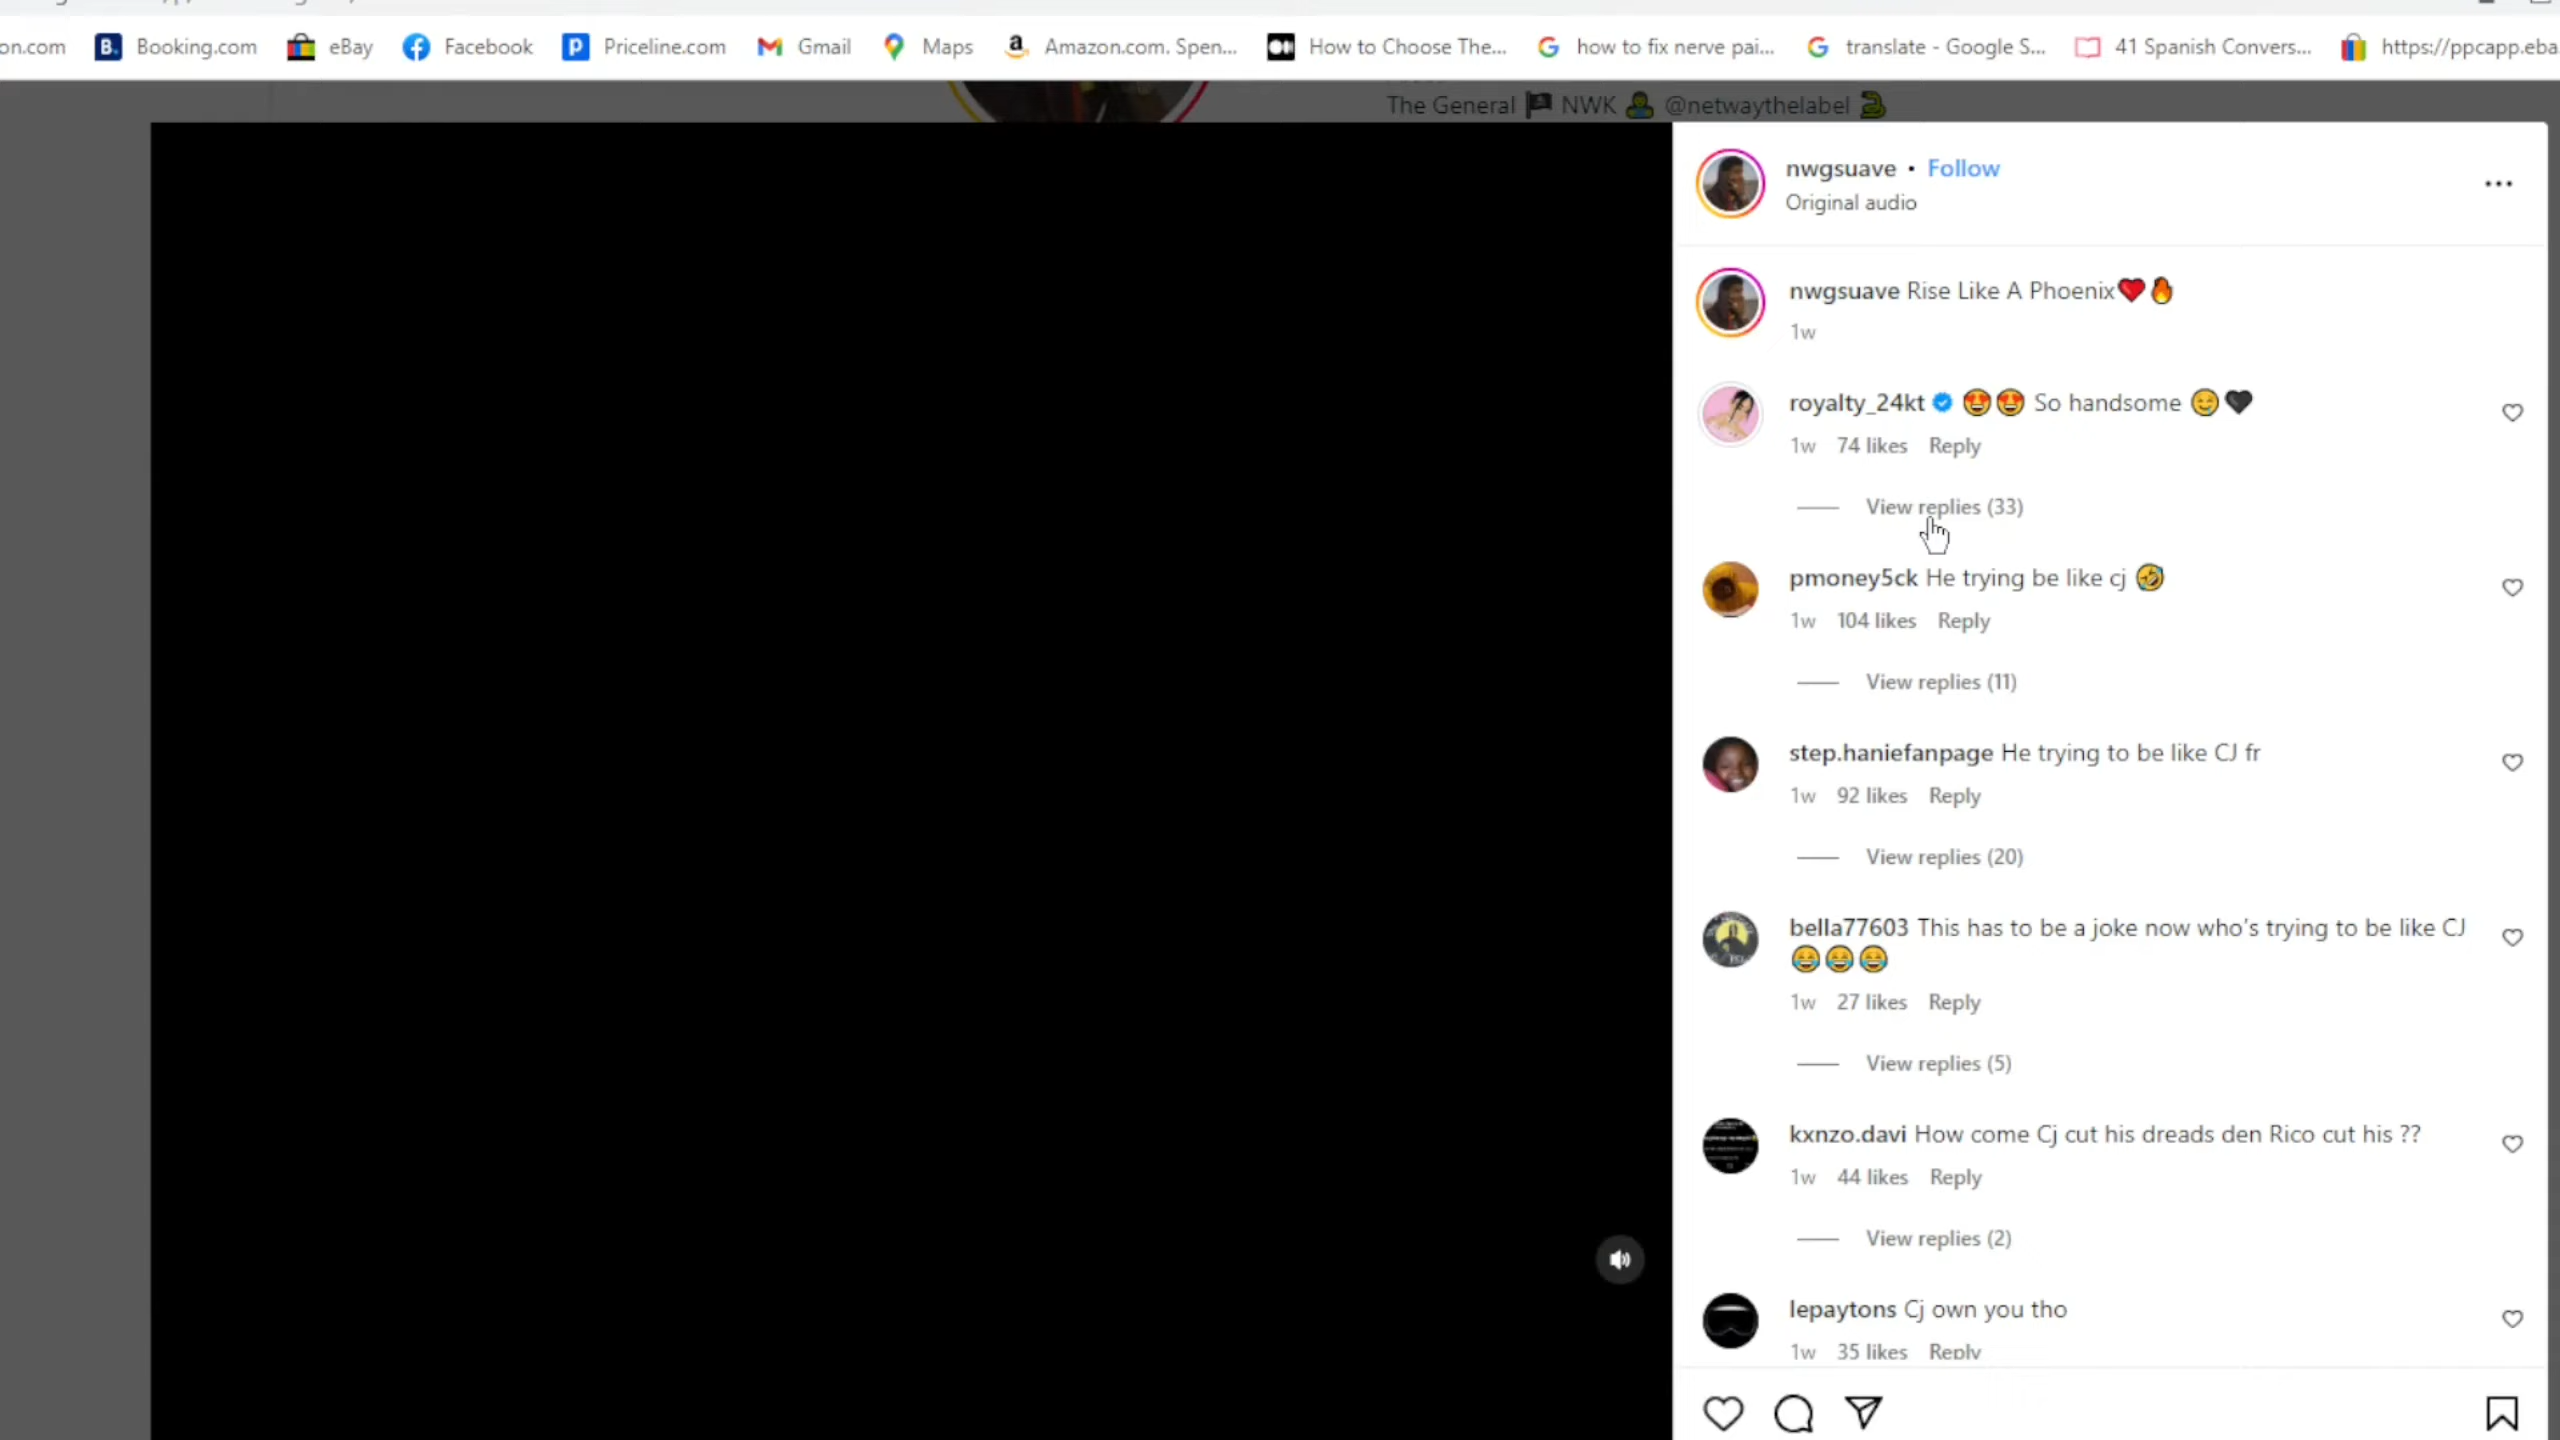 on.com Booking.com eBay Facebook Priceline.com Gmail Maps Amazon.com. Spen... How to Choose The... how to fix nerve pai... translate - Google S... 41 Spanish Convers... https://ppcapp.eba
The General 🏴 NWK 🧟‍♂️ @netwaythelabel 🐍
nwgsuave • Follow
Original audio
nwgsuave Rise Like A Phoenix❤️🔥
1w
royalty_24kt 😍😍 So handsome 😊🖤
1w 74 likes Reply
View replies (33)
pmoney5ck He trying be like cj 🤣
1w 104 likes Reply
View replies (11)
step.haniefanpage He trying to be like CJ fr
1w 92 likes Reply
View replies (20)
bella77603 This has to be a joke now who's trying to be like CJ
😂😂😂
1w 27 likes Reply
View replies (5)
kxnzo.davi How come Cj cut his dreads den Rico cut his ??
1w 44 likes Reply
View replies (2)
lepaytons Cj own you tho
1w 35 likes Reply